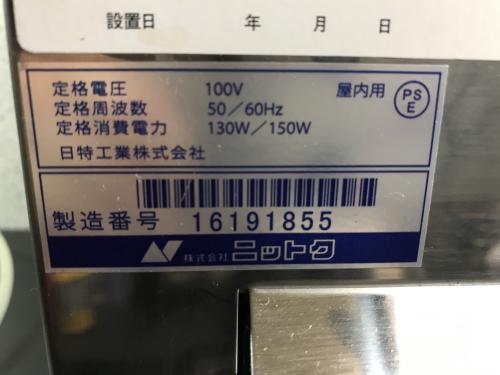 設置日 年 月 日
定格電圧 100V 屋内用
定格周波数 50/60Hz PS E
定格消費電力 130W/150W
日特工業株式会社
製造番号 16191855
株式会社 ニットク